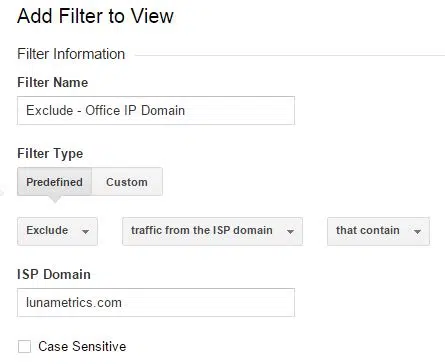 Add Filter to View
Filter Information
Filter Name
Exclude - Office IP Domain
Filter Type
Predefined Custom
Exclude traffic from the ISP domain that contain
ISP Domain
lunametrics.com
Case Sensitive